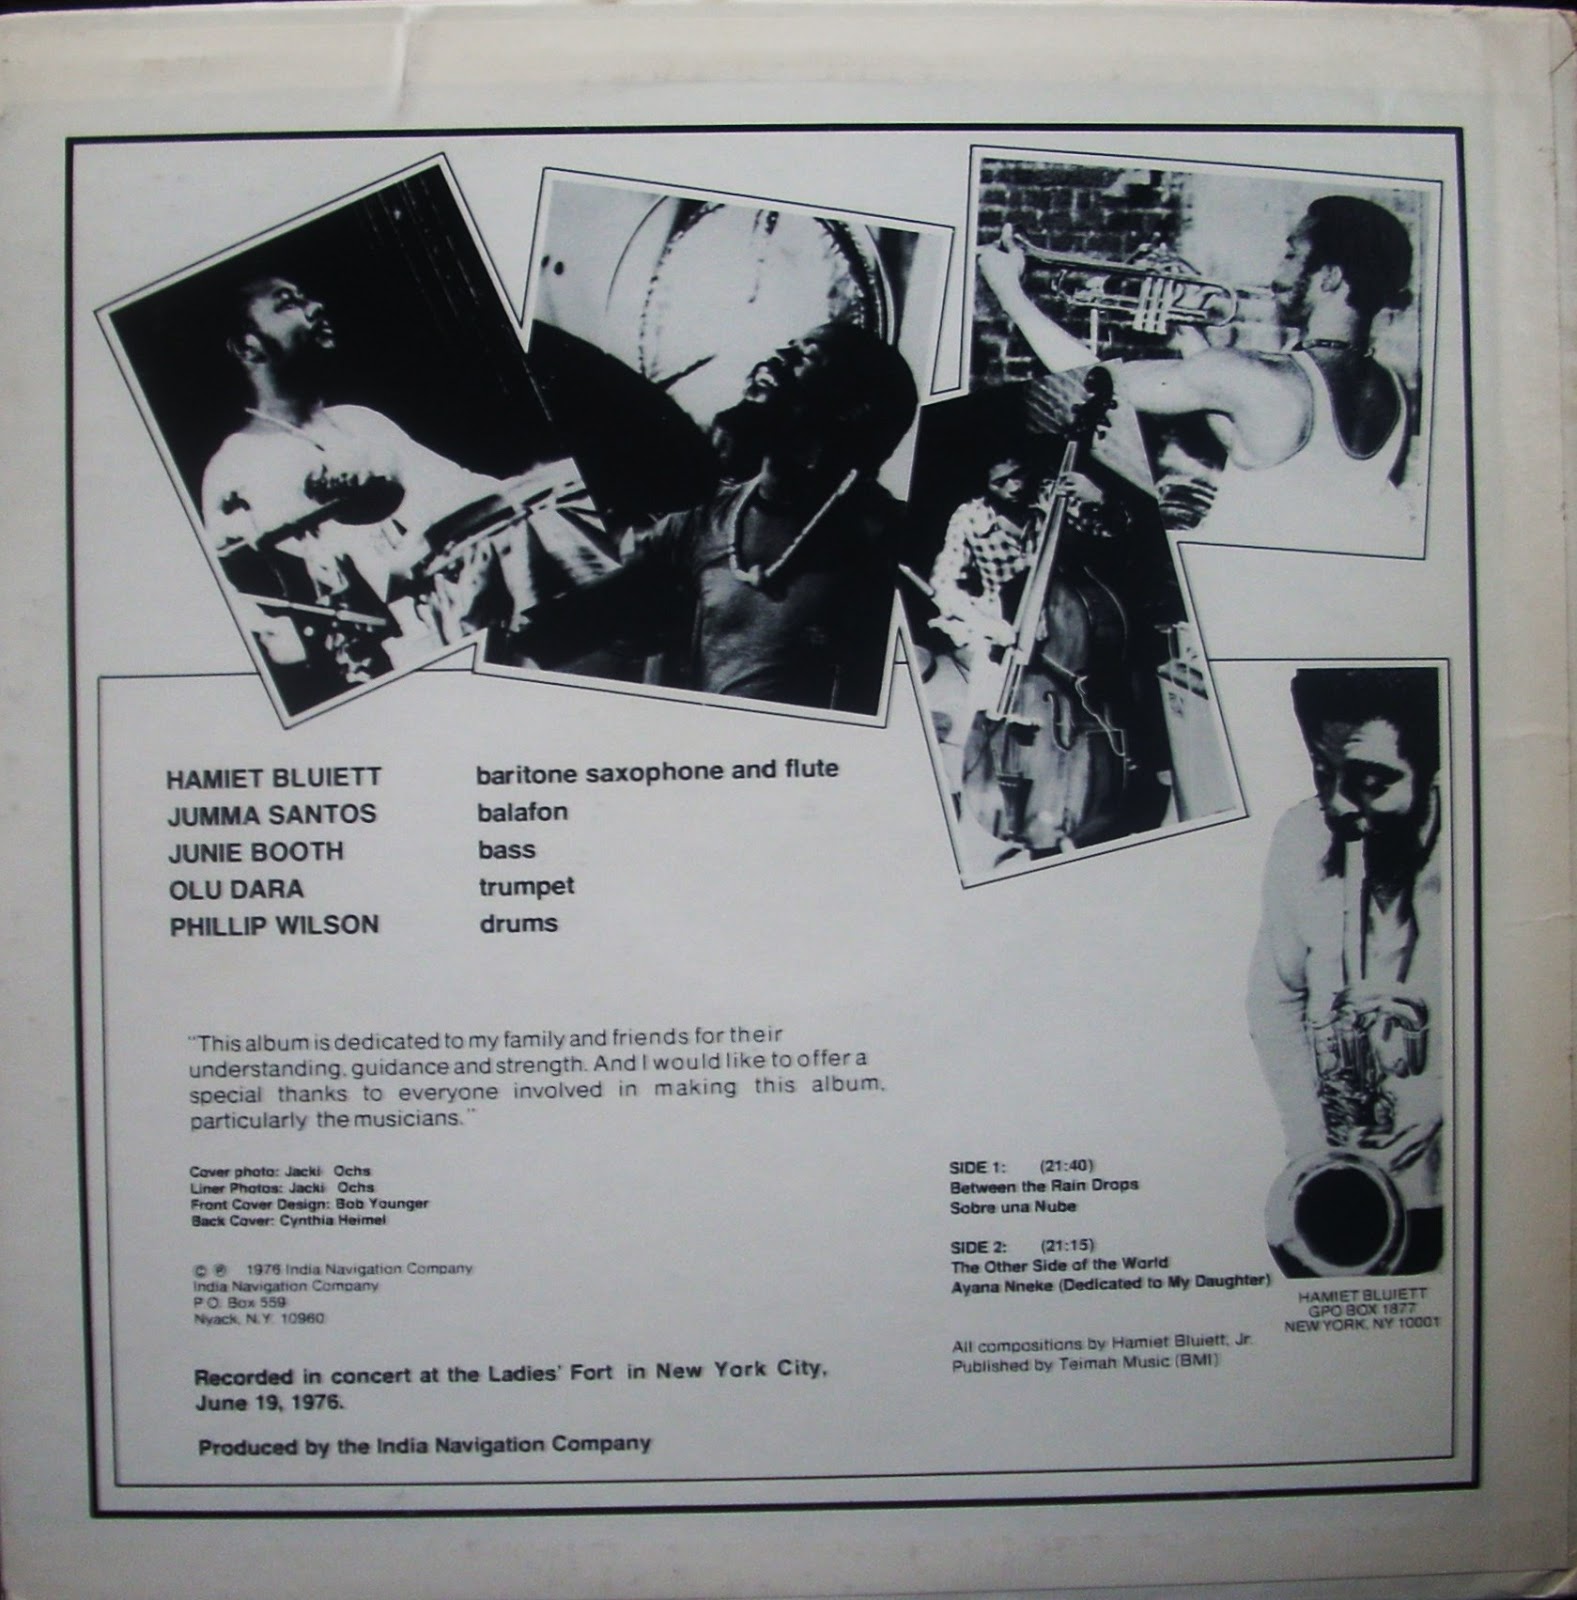 HAMIET BLUIETT baritone saxophone and flute
JUMMA SANTOS balafon
JUNIE BOOTH bass
OLU DARA trumpet
PHILLIP WILSON drums
"This album is dedicated to my family and friends for their
understanding, guidance and strength. And I would like to offer a
special thanks to everyone involved in making this album,
particularly the musicians."
Cover photo: Jacki Ochs
Liner Photos: Jacki Ochs
Front Cover Design: Bob Younger
Back Cover: Cynthia Heimel
© ℗ 1976 India Navigation Company
India Navigation Company
P.O. Box 559
Nyack, N.Y. 10960
Recorded in concert at the Ladies' Fort in New York City,
June 19, 1976.
Produced by the India Navigation Company
SIDE 1: (21:40)
Between the Rain Drops
Sobre una Nube
SIDE 2: (21:15)
The Other Side of the World
Ayana Nneke (Dedicated to My Daughter)
All compositions by Hamiet Bluiett, Jr.
Published by Teimah Music (BMI)
HAMIET BLUIETT
GPO BOX 1877
NEW YORK, NY 10001